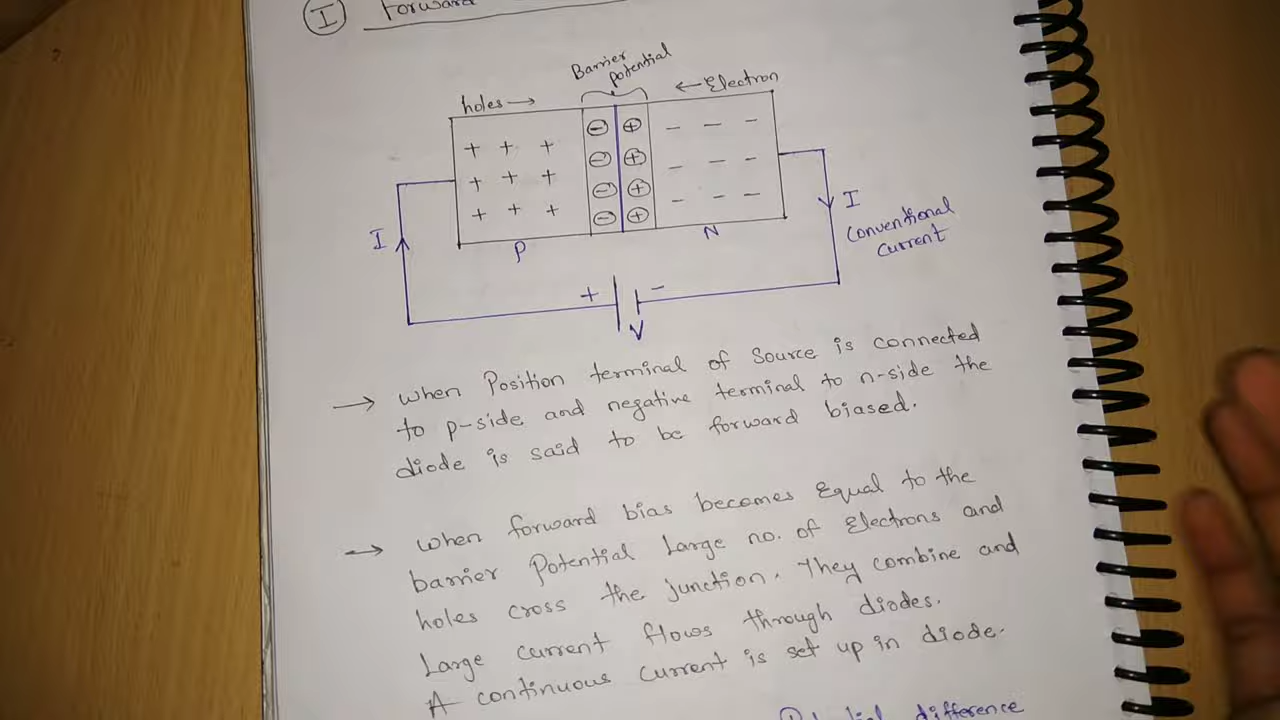 I Forward
Barrier
potential
holes →
← Electron
- + - - -
+ + +
- + - - -
+ + +
- + - - -
+ + +
- +
P
N
I
I
Conventional
Current
+ -
V
→ When Position terminal of Source is connected
to p-side and negative terminal to n-side the
diode is said to be forward biased.
→ When forward bias becomes Equal to the
barrier Potential Large no. of Electrons and
holes cross the junction. They combine and
Large current flows through diodes.
A continuous current is set up in diode.
difference